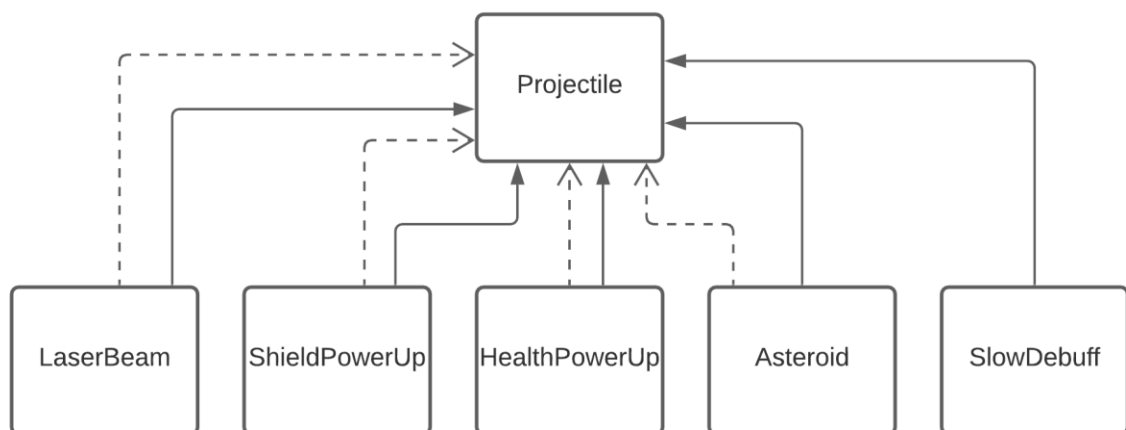 Projectile
LaserBeam
ShieldPowerUp
HealthPowerUp
Asteroid
SlowDebuff